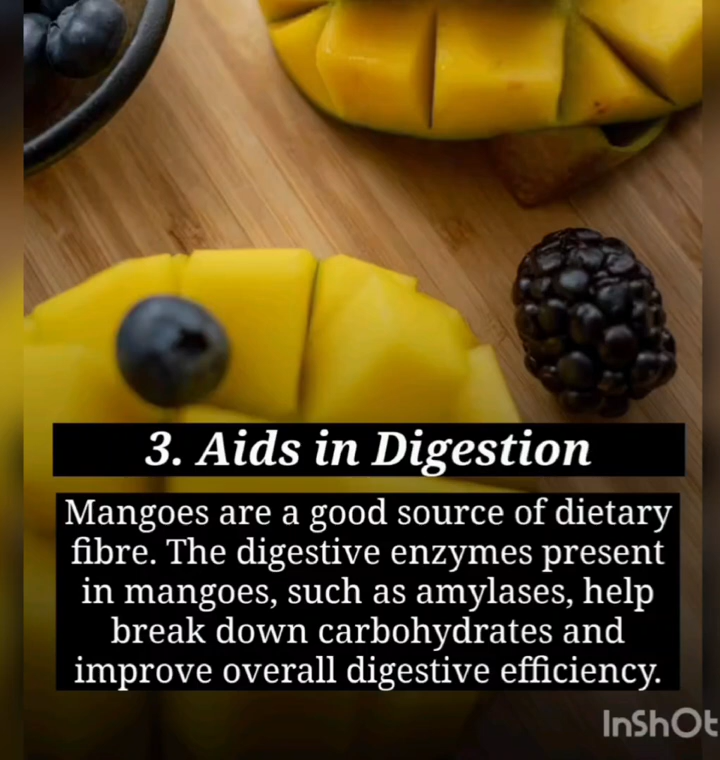 3. Aids in Digestion
Mangoes are a good source of dietary
fibre. The digestive enzymes present
in mangoes, such as amylases, help
break down carbohydrates and
improve overall digestive efficiency.
InShOt